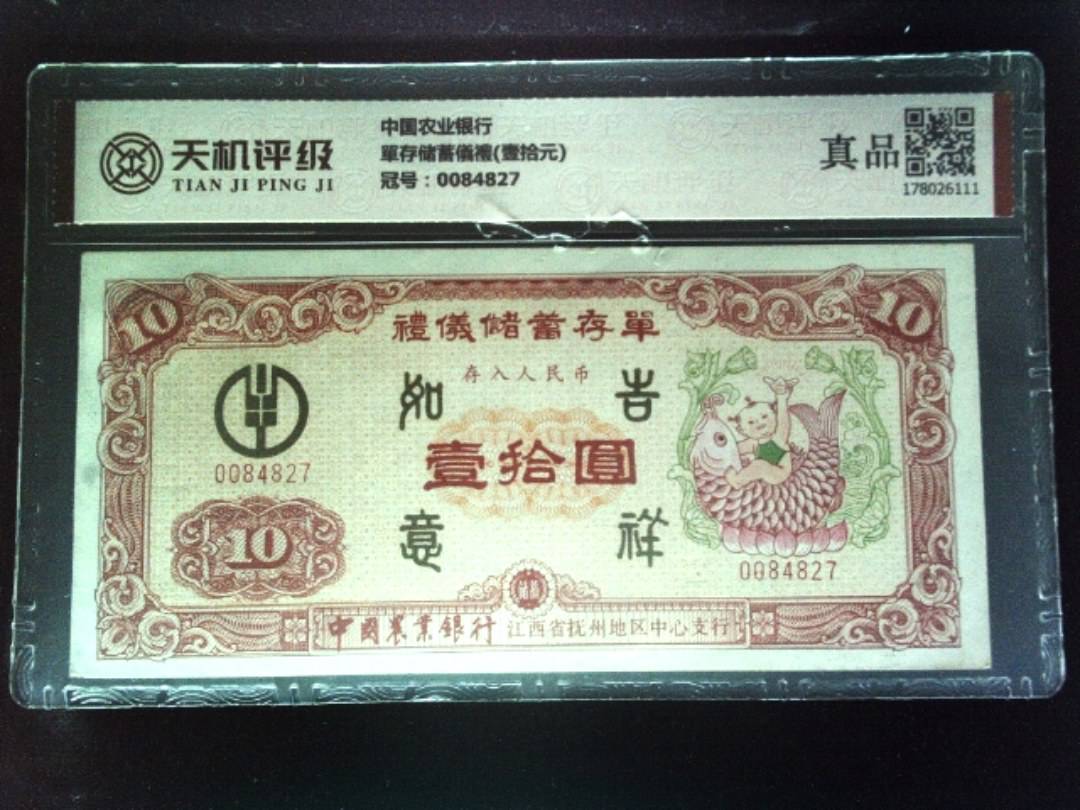 天机评级
TIAN JI PING JI
中国农业银行
單存储蓄儀禮(壹拾元)
冠号：0084827
真品
178026111
10
10
禮儀儲蓄存單
存入人民币
如
吉
0084827
壹拾圓
10
意
祥
0084827
中國農業銀行 江西省抚州地区中心支行